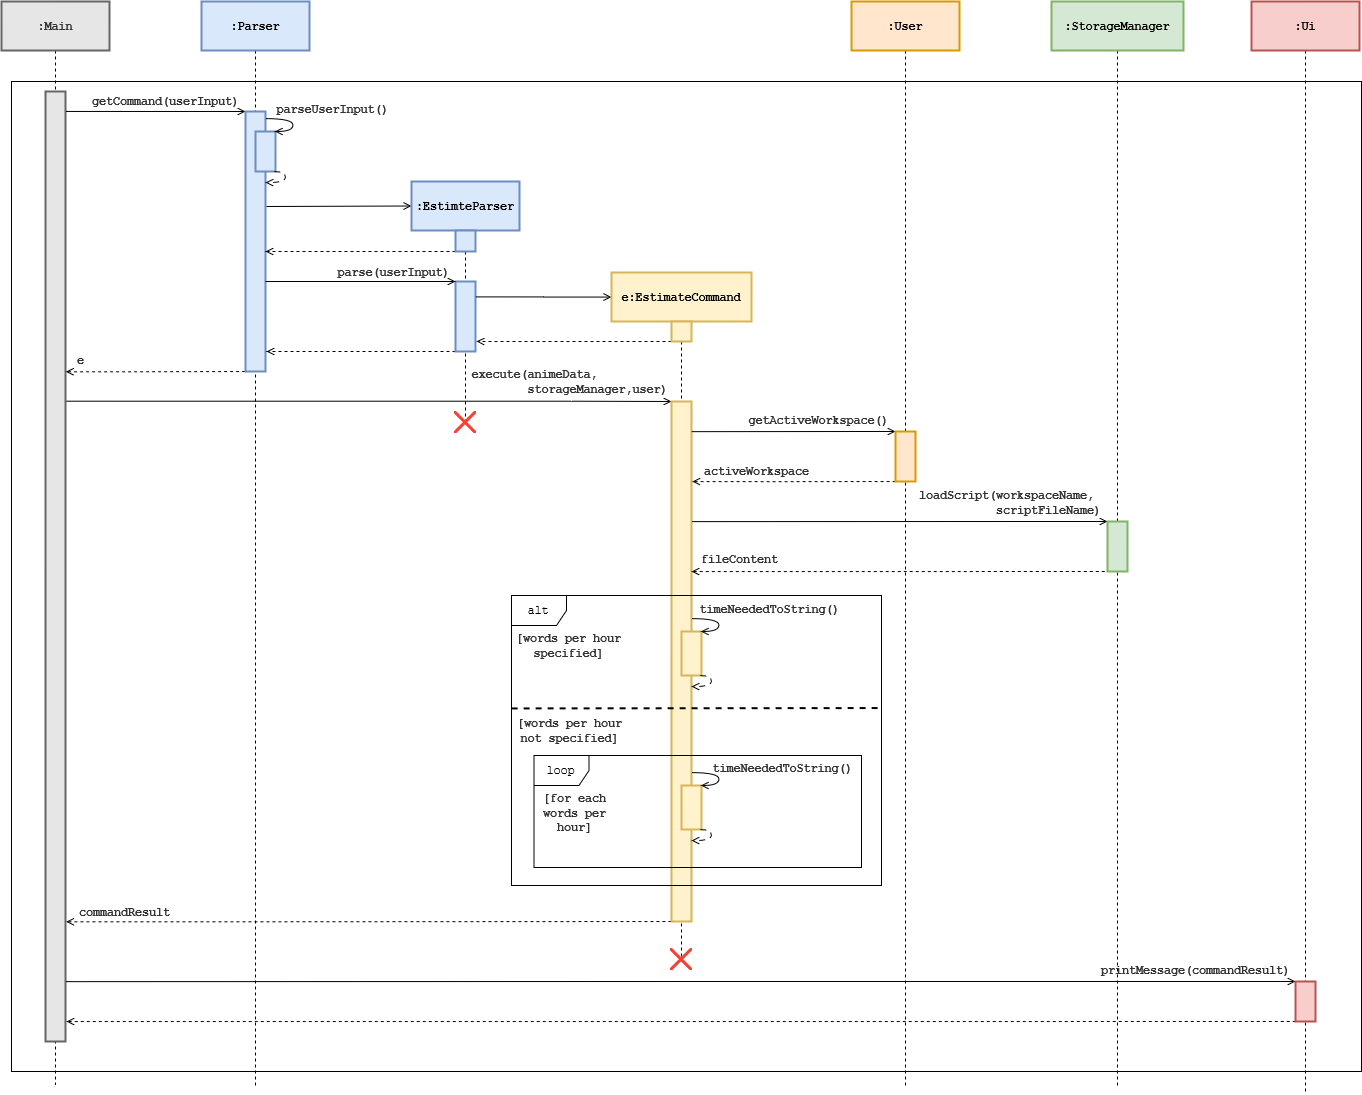 :Main
:Parser
:User
:StorageManager
:Ui
getCommand(userInput)
parseUserInput()
:EstimteParser
parse(userInput)
e:EstimateCommand
e
execute(animeData,
storageManager,user)
getActiveWorkspace()
activeWorkspace
loadScript(workspaceName,
scriptFileName)
fileContent
alt
timeNeededToString()
[words per hour
specified]
[words per hour
not specified]
loop
timeNeededToString()
[for each
words per
hour]
commandResult
printMessage(commandResult)